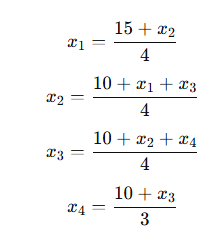 x₁ = (15 + x₂)/4
x₂ = (10 + x₁ + x₃)/4
x₃ = (10 + x₂ + x₄)/4
x₄ = (10 + x₃)/3